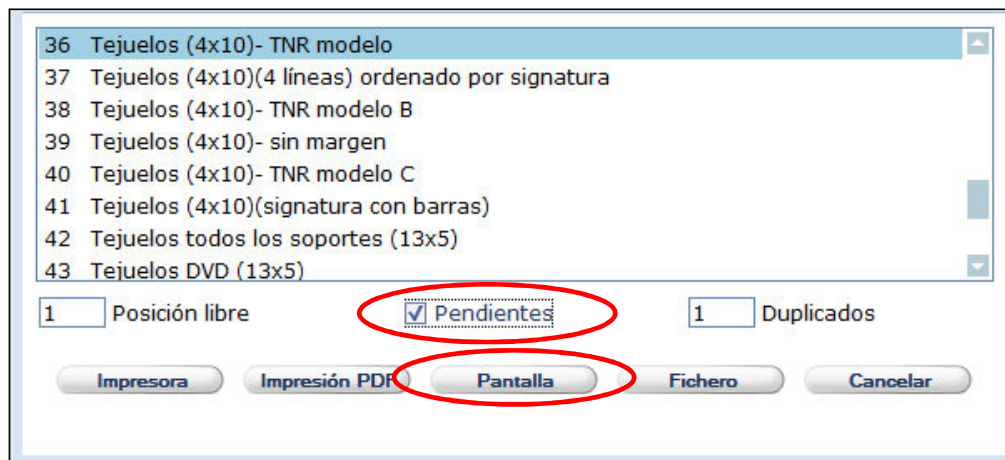 36 Tejuelos (4x10)- TNR modelo
37 Tejuelos (4x10)(4 líneas) ordenado por signatura
38 Tejuelos (4x10)- TNR modelo B
39 Tejuelos (4x10)- sin margen
40 Tejuelos (4x10)- TNR modelo C
41 Tejuelos (4x10)(signatura con barras)
42 Tejuelos todos los soportes (13x5)
43 Tejuelos DVD (13x5)
1 Posición libre Pendientes 1 Duplicados
Impresora Impresión PDF Pantalla Fichero Cancelar